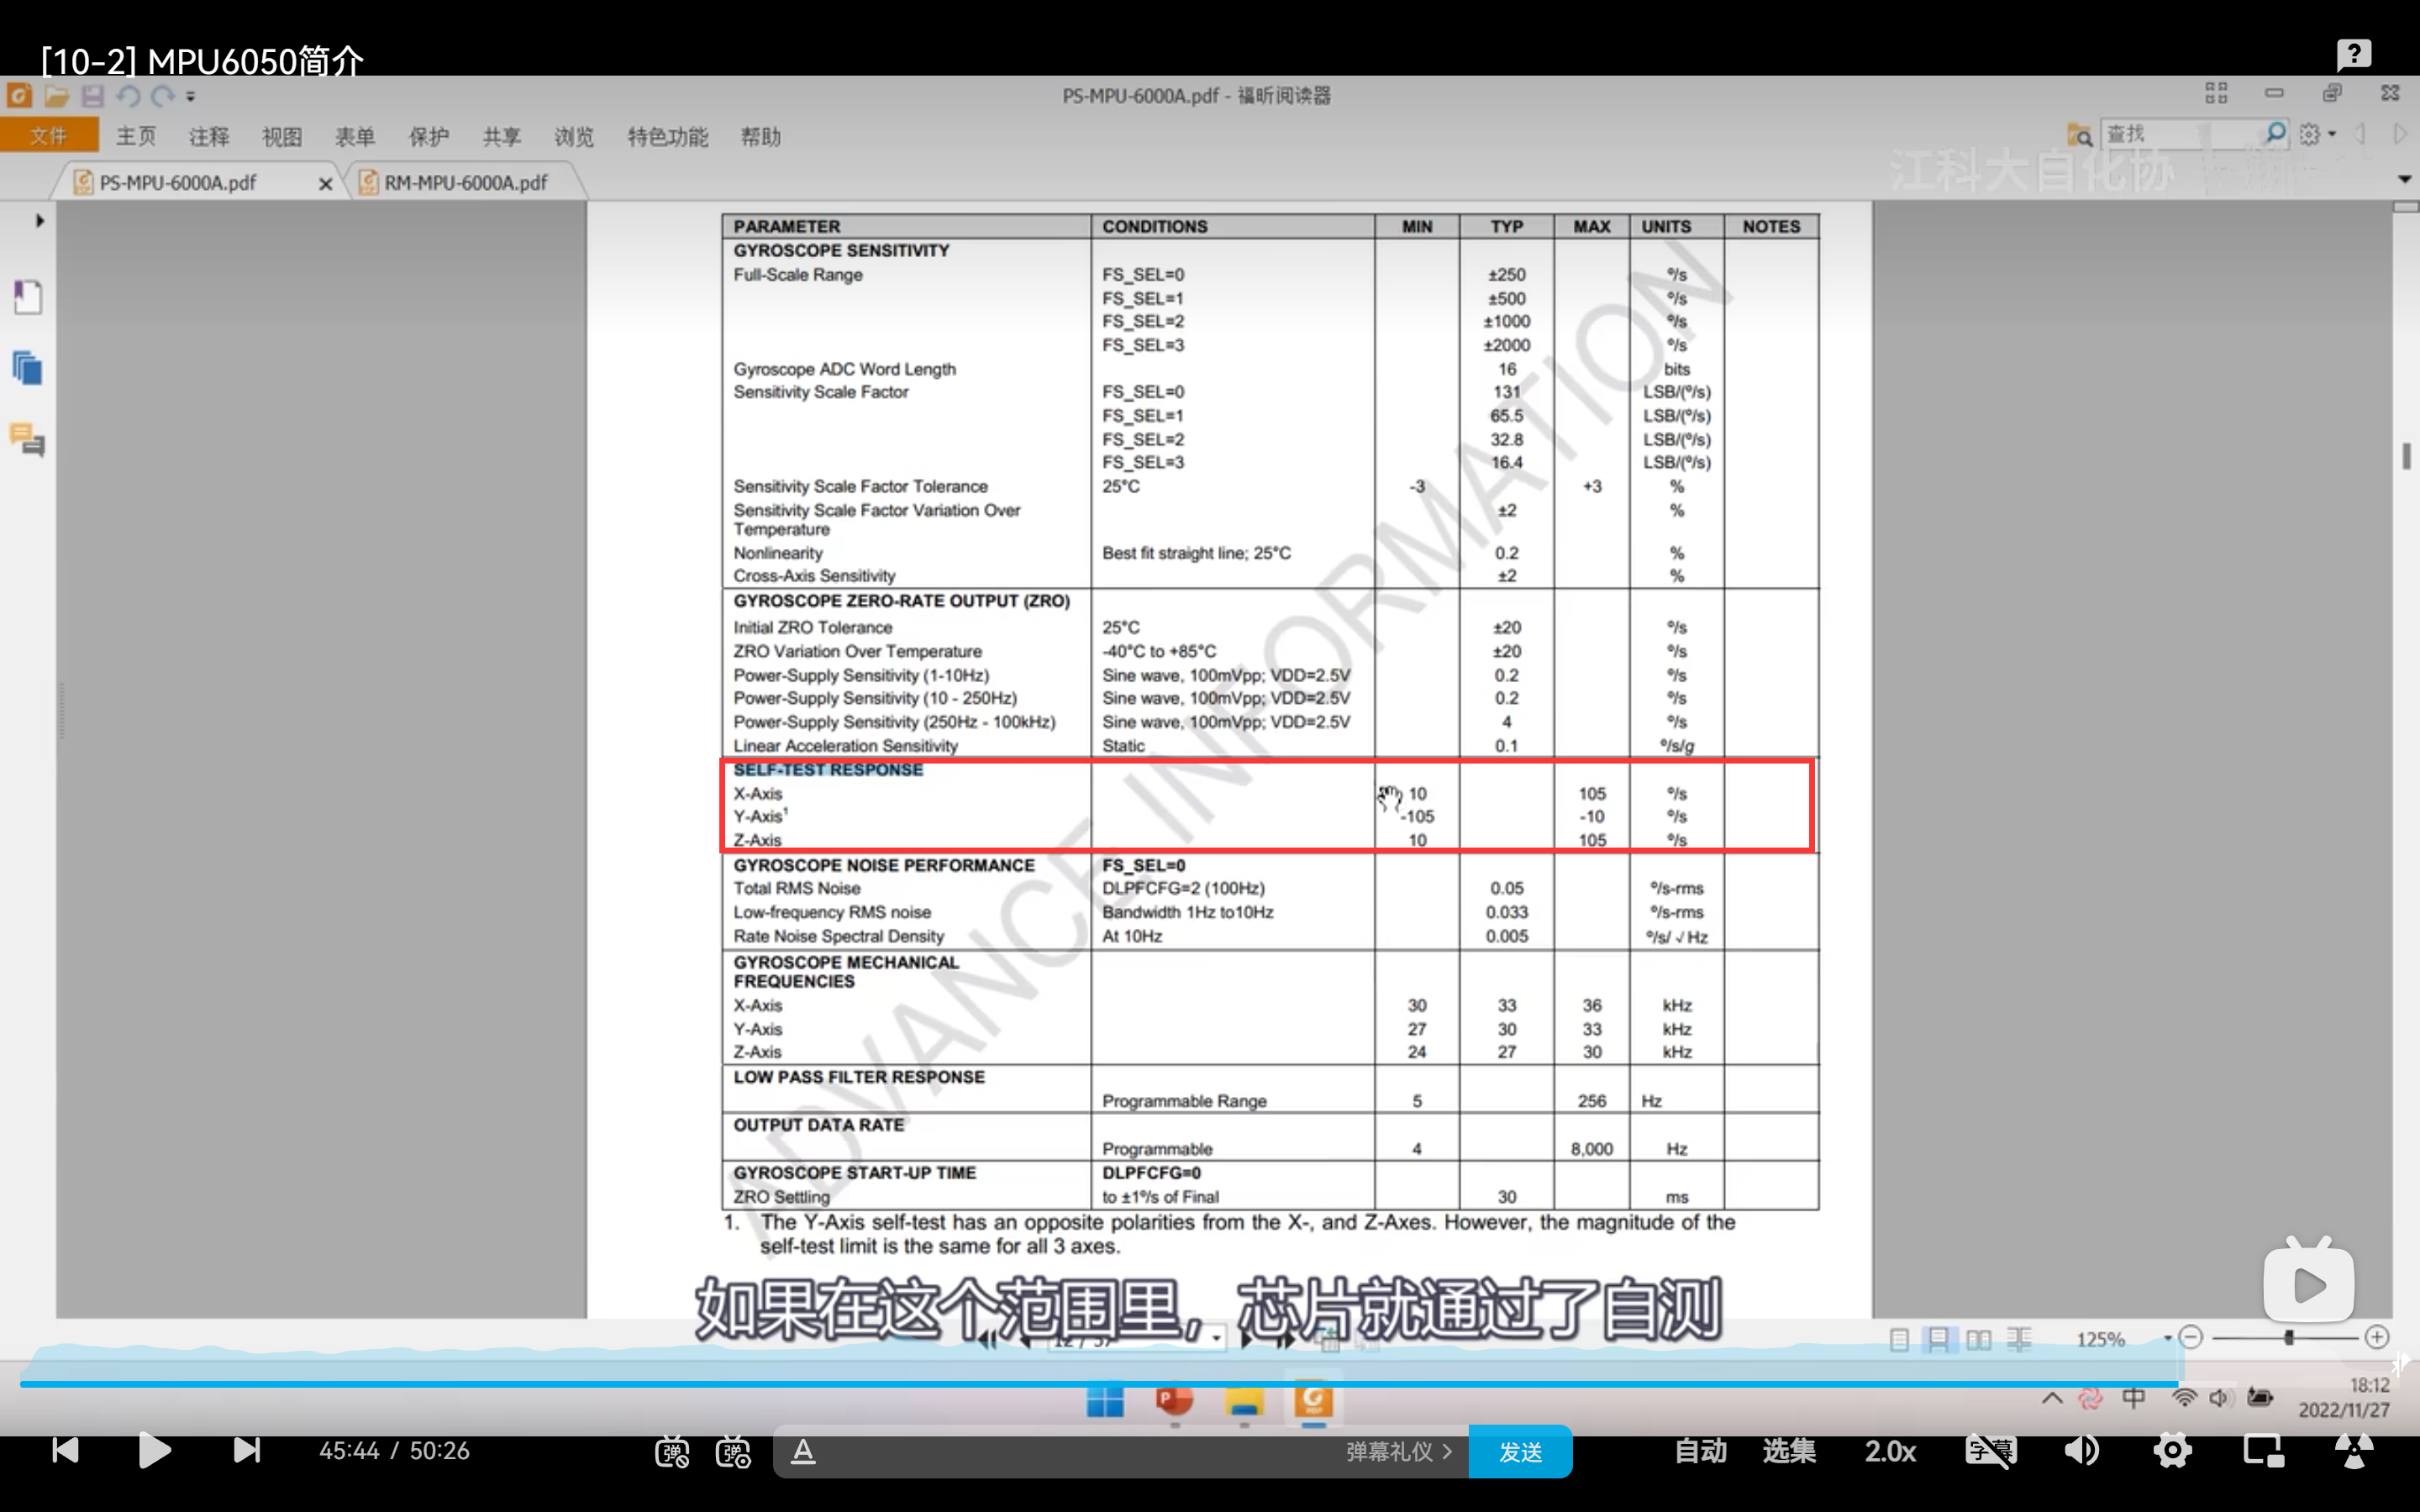 [10-2] MPU6050简介
PS-MPU-6000A.pdf - 福昕阅读器
文件 主页 注释 视图 表单 保护 共享 浏览 特色功能 帮助 查找
江科大自化协
PS-MPU-6000A.pdf RM-MPU-6000A.pdf
PARAMETER CONDITIONS MIN TYP MAX UNITS NOTES
GYROSCOPE SENSITIVITY
Full-Scale Range FS_SEL=0 ±250 º/s
FS_SEL=1 ±500 º/s
FS_SEL=2 ±1000 º/s
FS_SEL=3 ±2000 º/s
Gyroscope ADC Word Length 16 bits
Sensitivity Scale Factor FS_SEL=0 131 LSB/(º/s)
FS_SEL=1 65.5 LSB/(º/s)
FS_SEL=2 32.8 LSB/(º/s)
FS_SEL=3 16.4 LSB/(º/s)
Sensitivity Scale Factor Tolerance 25°C -3 +3 %
Sensitivity Scale Factor Variation Over ±2 %
Temperature
Nonlinearity Best fit straight line; 25°C 0.2 %
Cross-Axis Sensitivity ±2 %
GYROSCOPE ZERO-RATE OUTPUT (ZRO)
Initial ZRO Tolerance 25°C ±20 º/s
ZRO Variation Over Temperature -40°C to +85°C ±20 º/s
Power-Supply Sensitivity (1-10Hz) Sine wave, 100mVpp; VDD=2.5V 0.2 º/s
Power-Supply Sensitivity (10 - 250Hz) Sine wave, 100mVpp; VDD=2.5V 0.2 º/s
Power-Supply Sensitivity (250Hz - 100kHz) Sine wave, 100mVpp; VDD=2.5V 4 º/s
Linear Acceleration Sensitivity Static 0.1 º/s/g
SELF-TEST RESPONSE
X-Axis 10 105 º/s
Y-Axis¹ -105 -10 º/s
Z-Axis 10 105 º/s
GYROSCOPE NOISE PERFORMANCE FS_SEL=0
Total RMS Noise DLPFCFG=2 (100Hz) 0.05 º/s-rms
Low-frequency RMS noise Bandwidth 1Hz to10Hz 0.033 º/s-rms
Rate Noise Spectral Density At 10Hz 0.005 º/s/ √ Hz
GYROSCOPE MECHANICAL
FREQUENCIES
X-Axis 30 33 36 kHz
Y-Axis 27 30 33 kHz
Z-Axis 24 27 30 kHz
LOW PASS FILTER RESPONSE
Programmable Range 5 256 Hz
OUTPUT DATA RATE
Programmable 4 8,000 Hz
GYROSCOPE START-UP TIME DLPFCFG=0
ZRO Settling to ±1º/s of Final 30 ms
1. The Y-Axis self-test has an opposite polarities from the X-, and Z-Axes. However, the magnitude of the
self-test limit is the same for all 3 axes.
ADVANCE INFORMATION
如果在这个范围里，芯片就通过了自测
125%
中 18:12
2022/11/27
45:44 / 50:26 弹 弹 A 弹幕礼仪 > 发送 自动 选集 2.0x 字幕